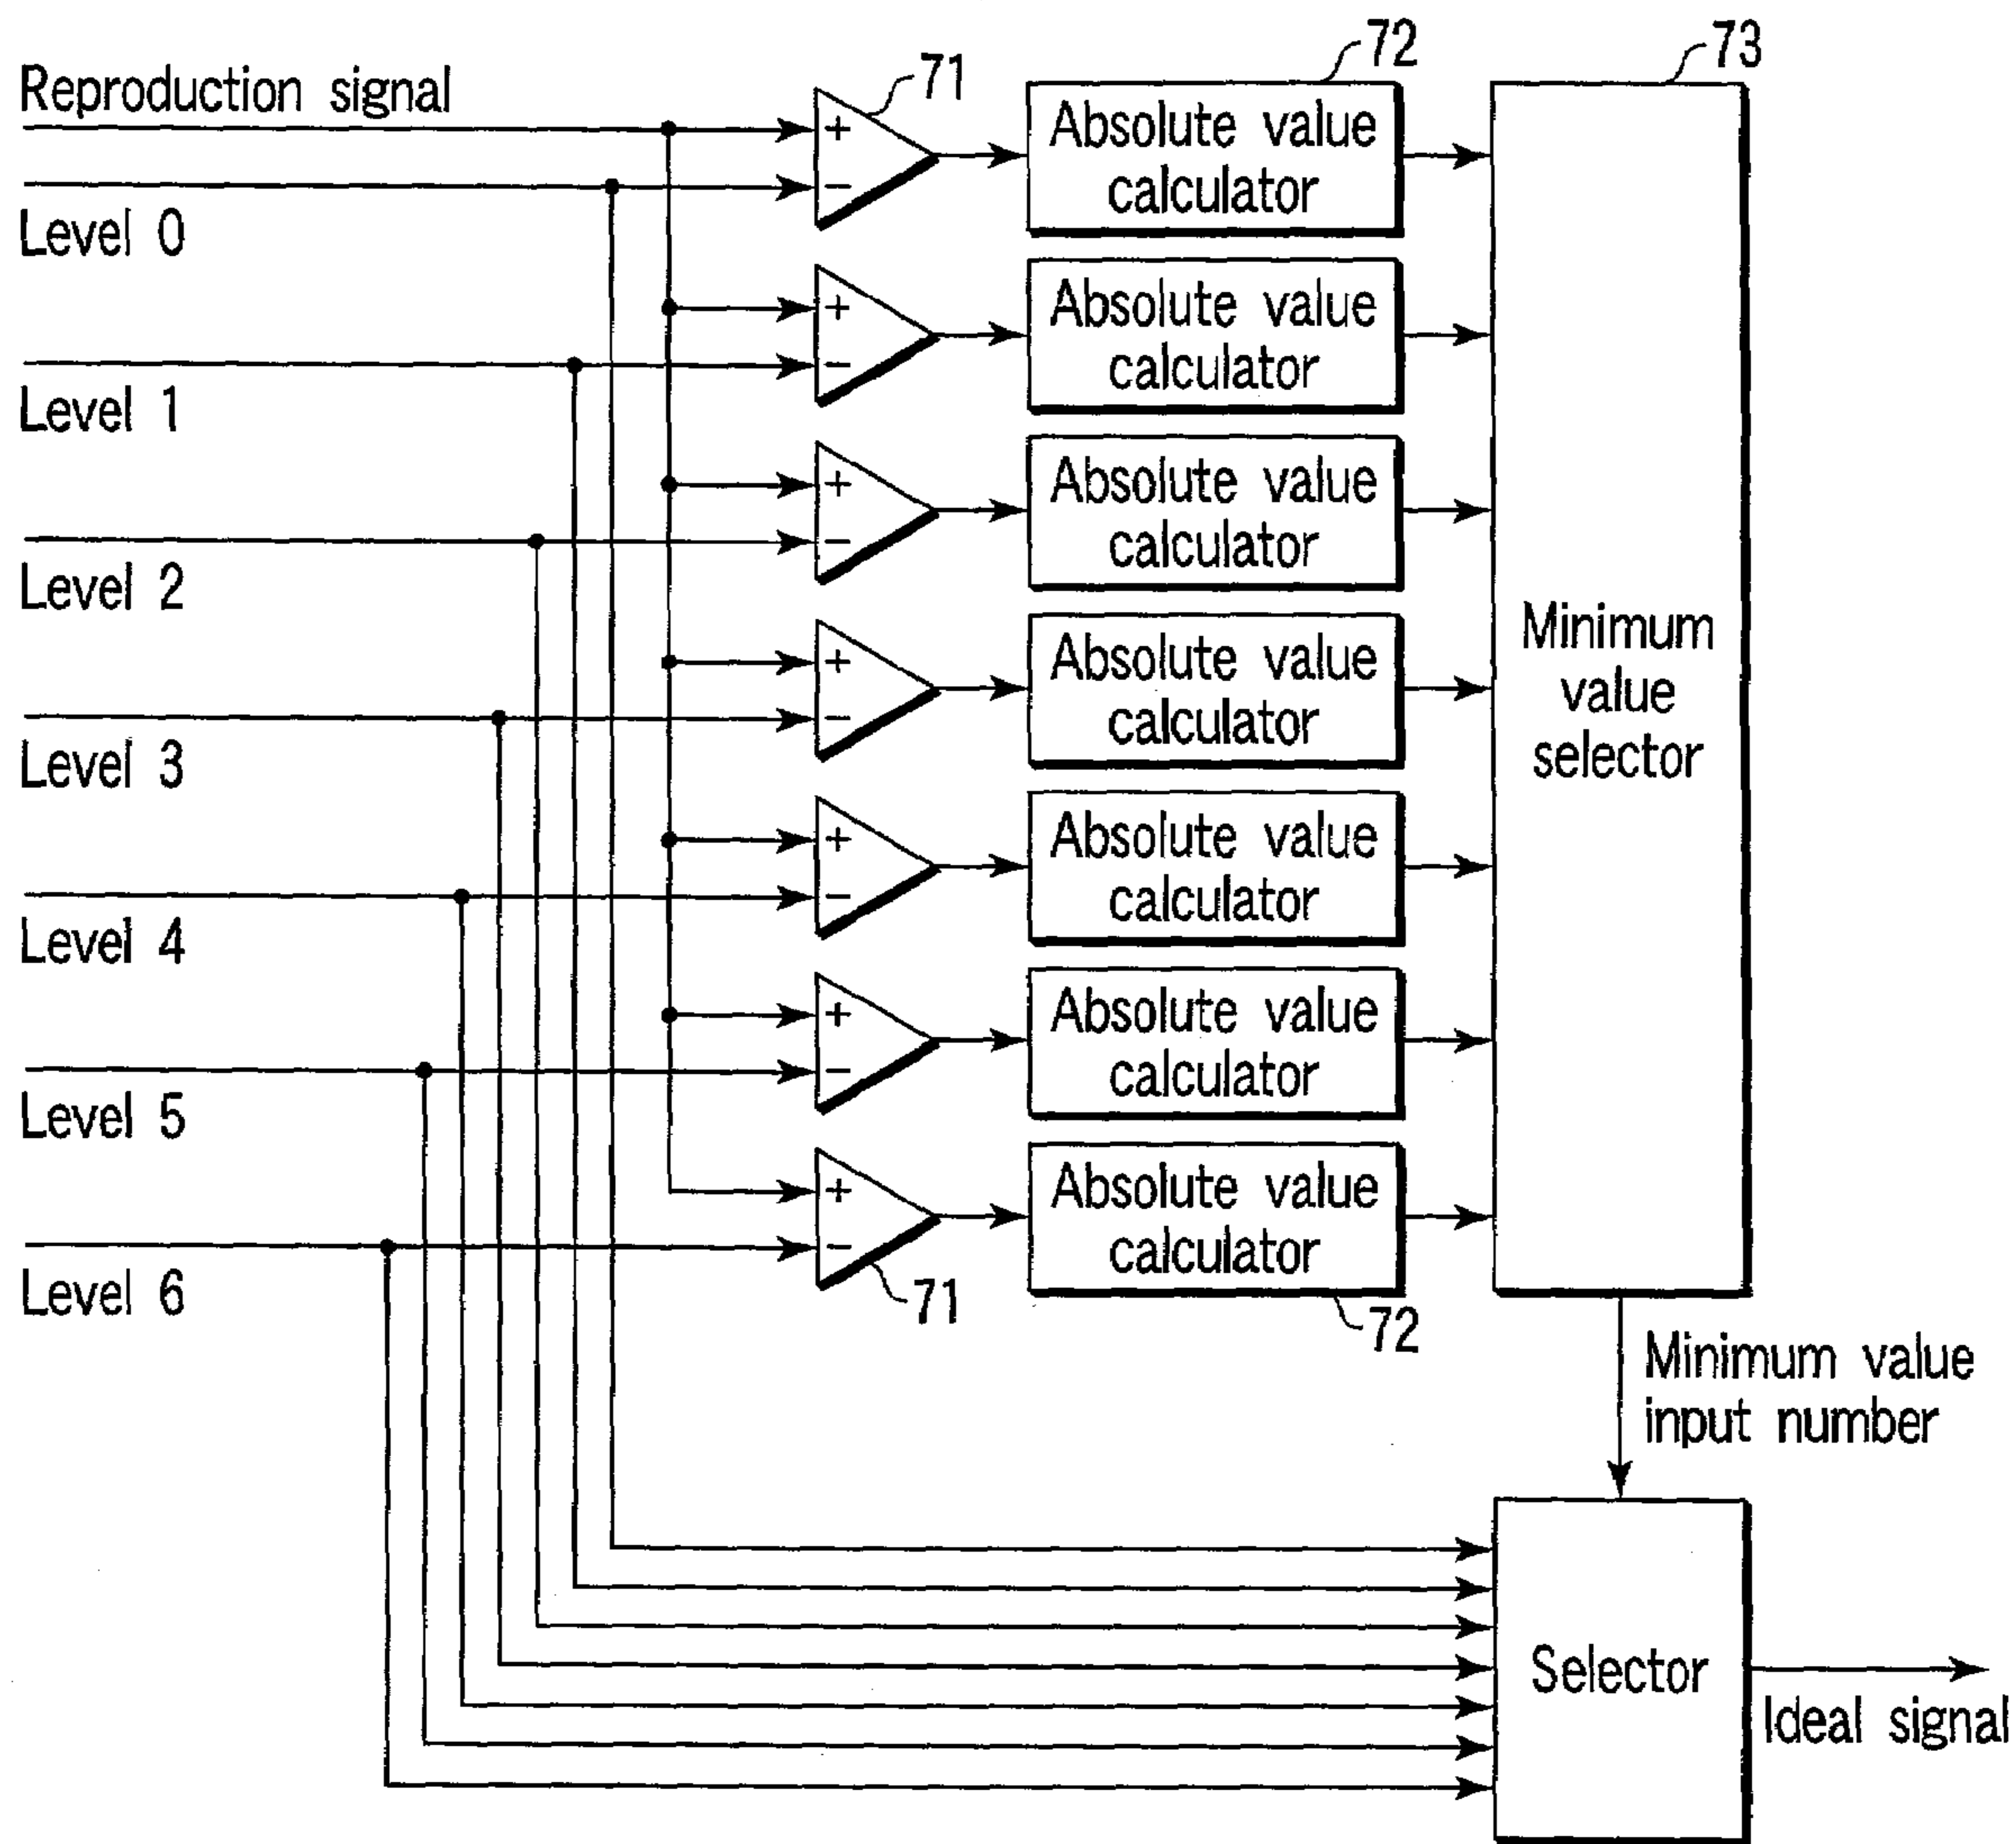 Reproduction signal
71
72
73
+
Absolute value
calculator
−
Level 0
+
Absolute value
calculator
−
Level 1
+
Absolute value
calculator
−
Level 2
+
Absolute value
calculator
−
Level 3
Minimum
value
selector
+
Absolute value
calculator
−
Level 4
+
Absolute value
calculator
−
Level 5
+
Absolute value
calculator
−
Level 6
71
72
Minimum value
input number
Selector
Ideal signal